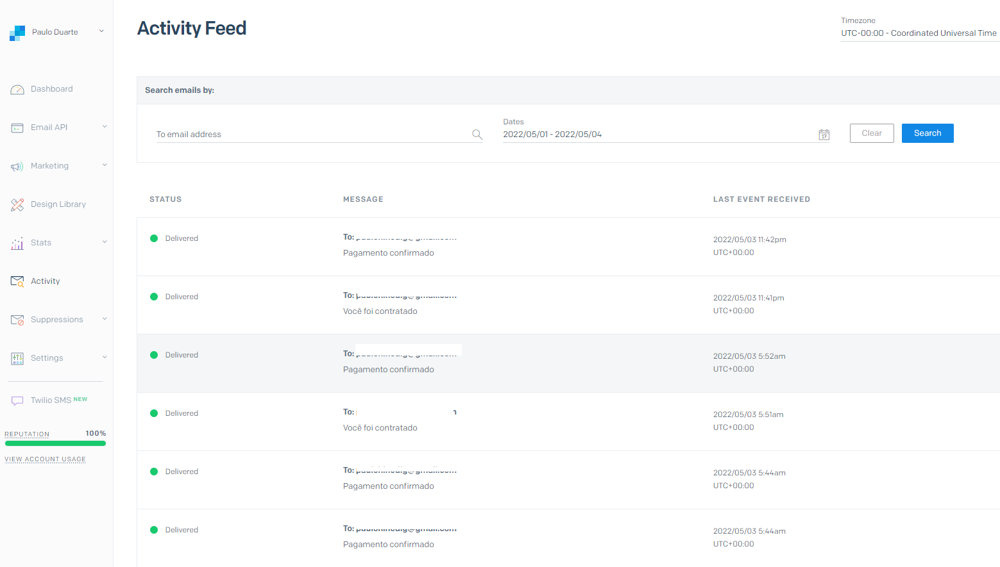 Paulo Duarte
Activity Feed
Timezone
UTC-00:00 - Coordinated Universal Time
Dashboard
Email API
Marketing
Design Library
Stats
Activity
Suppressions
Settings
Twilio SMS NEW
REPUTATION 100%
VIEW ACCOUNT USAGE
Search emails by:
To email address
Dates
2022/05/01 - 2022/05/04
17
Clear
Search
STATUS MESSAGE LAST EVENT RECEIVED
Delivered To: 2022/05/03 11:42pm
Pagamento confirmado UTC+00:00
Delivered To: 2022/05/03 11:41pm
Você foi contratado UTC+00:00
Delivered To: 2022/05/03 5:52am
Pagamento confirmado UTC+00:00
Delivered To: 2022/05/03 5:51am
Você foi contratado UTC+00:00
Delivered To: 2022/05/03 5:44am
Pagamento confirmado UTC+00:00
Delivered To: 2022/05/03 5:44am
Pagamento confirmado UTC+00:00